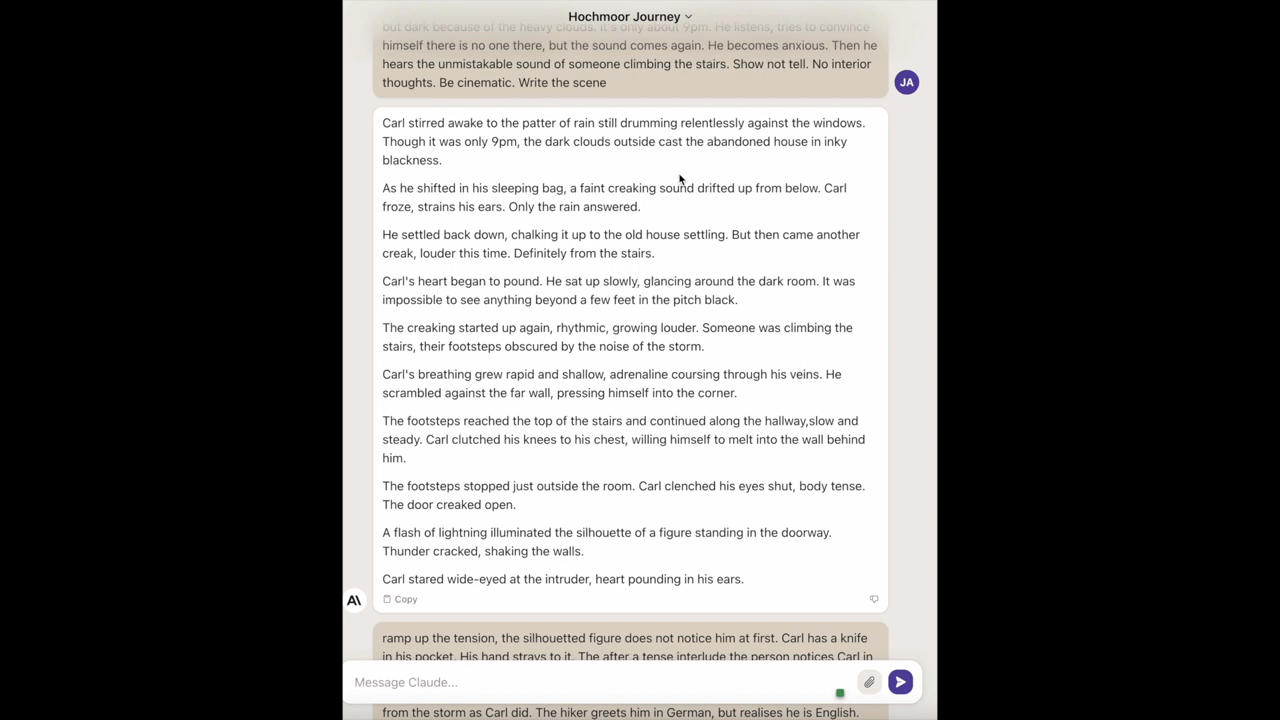 Hochmoor Journey
but dark because of the heavy clouds. It's only about 9pm. He listens, tries to convince
himself there is no one there, but the sound comes again. He becomes anxious. Then he
hears the unmistakable sound of someone climbing the stairs. Show not tell. No interior
thoughts. Be cinematic. Write the scene
JA
Carl stirred awake to the patter of rain still drumming relentlessly against the windows.
Though it was only 9pm, the dark clouds outside cast the abandoned house in inky
blackness.
As he shifted in his sleeping bag, a faint creaking sound drifted up from below. Carl
froze, strains his ears. Only the rain answered.
He settled back down, chalking it up to the old house settling. But then came another
creak, louder this time. Definitely from the stairs.
Carl's heart began to pound. He sat up slowly, glancing around the dark room. It was
impossible to see anything beyond a few feet in the pitch black.
The creaking started up again, rhythmic, growing louder. Someone was climbing the
stairs, their footsteps obscured by the noise of the storm.
Carl's breathing grew rapid and shallow, adrenaline coursing through his veins. He
scrambled against the far wall, pressing himself into the corner.
The footsteps reached the top of the stairs and continued along the hallway,slow and
steady. Carl clutched his knees to his chest, willing himself to melt into the wall behind
him.
The footsteps stopped just outside the room. Carl clenched his eyes shut, body tense.
The door creaked open.
A flash of lightning illuminated the silhouette of a figure standing in the doorway.
Thunder cracked, shaking the walls.
Carl stared wide-eyed at the intruder, heart pounding in his ears.
A\
Copy
ramp up the tension, the silhouetted figure does not notice him at first. Carl has a knife
in his pocket. His hand strays to it. The after a tense interlude the person notices Carl in
Message Claude...
from the storm as Carl did. The hiker greets him in German, but realises he is English.